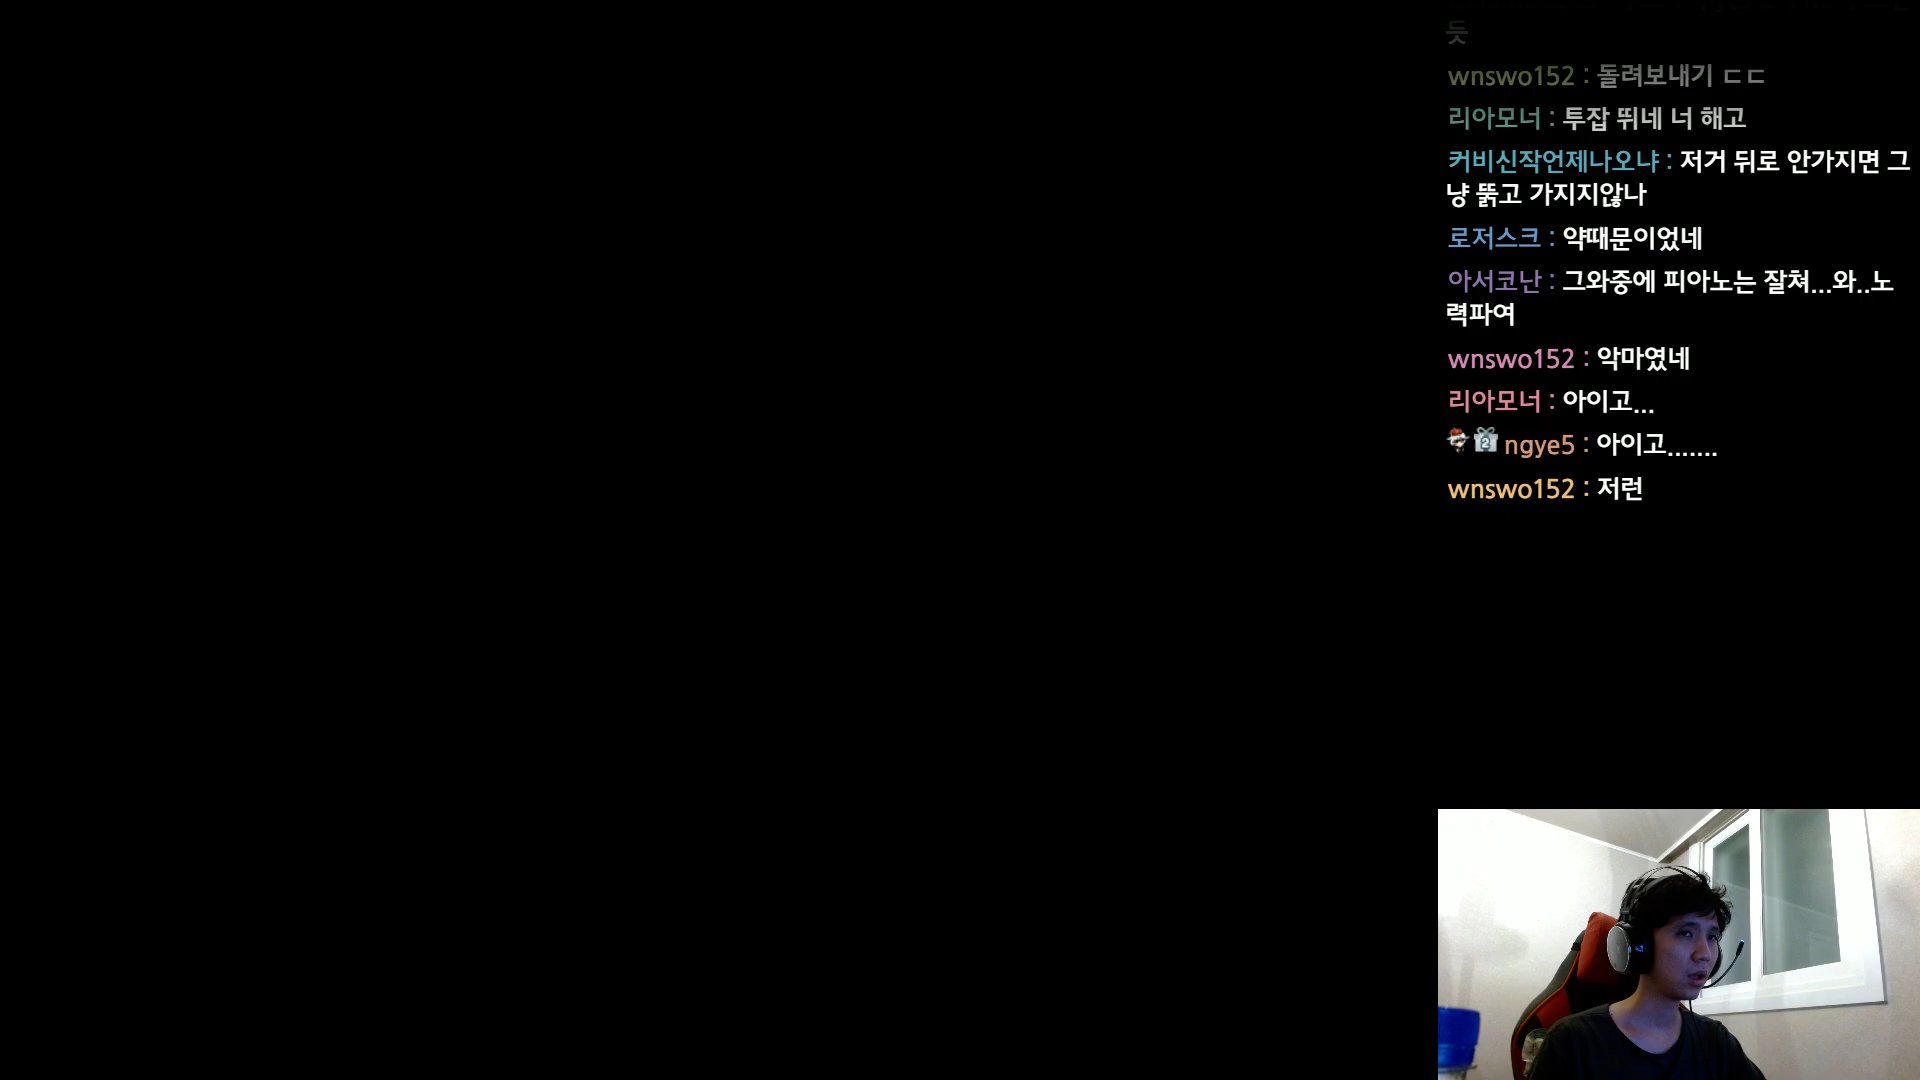 듯
wnswo152 : 돌려보내기 ㄷㄷ
리아모너 : 투잡 뛰네 너 해고
커비신작언제나오냐 : 저거 뒤로 안가지면 그
냥 뚫고 가지지않나
로저스크 : 약때문이었네
아서코난 : 그와중에 피아노는 잘쳐...와..노
력파여
wnswo152 : 악마였네
리아모너 : 아이고...
2 ngye5 : 아이고.......
wnswo152 : 저런